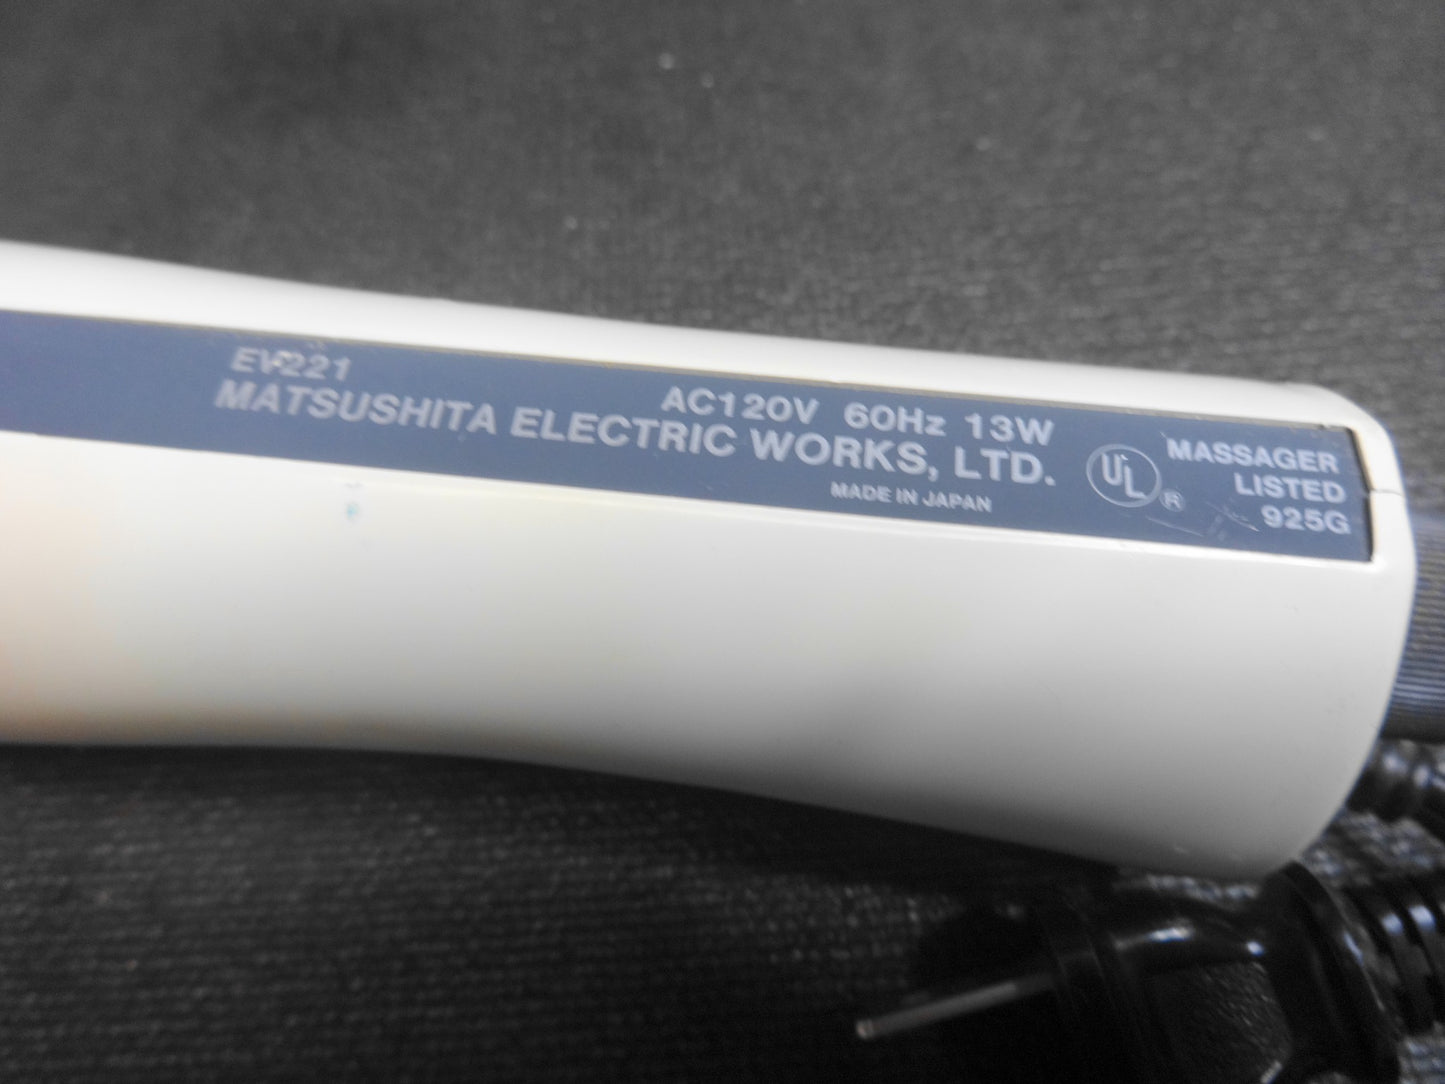 EV221
AC120V 60Hz 13W
MATSUSHITA ELECTRIC WORKS, LTD.
MADE IN JAPAN
UL ®
MASSAGER
LISTED
925G